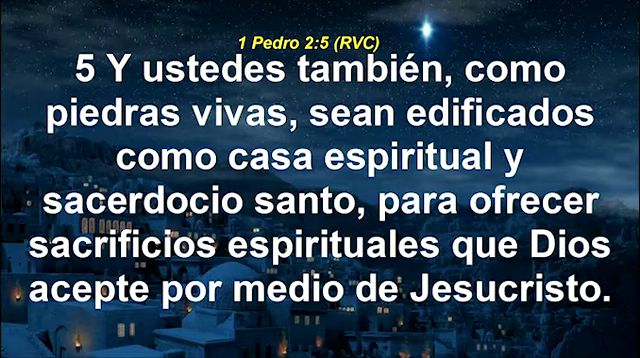 1 Pedro 2:5 (RVC)
5 Y ustedes también, como
piedras vivas, sean edificados
como casa espiritual y
sacerdocio santo, para ofrecer
sacrificios espirituales que Dios
acepte por medio de Jesucristo.